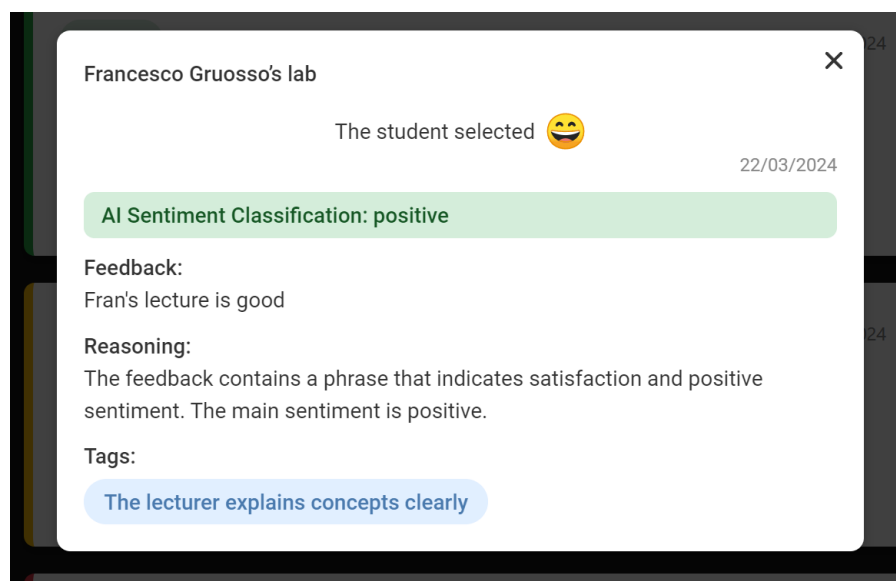 Francesco Gruosso’s lab
The student selected
22/03/2024
AI Sentiment Classification: positive
Feedback:
Fran's lecture is good
Reasoning:
The feedback contains a phrase that indicates satisfaction and positive
sentiment. The main sentiment is positive.
Tags:
The lecturer explains concepts clearly
24
24